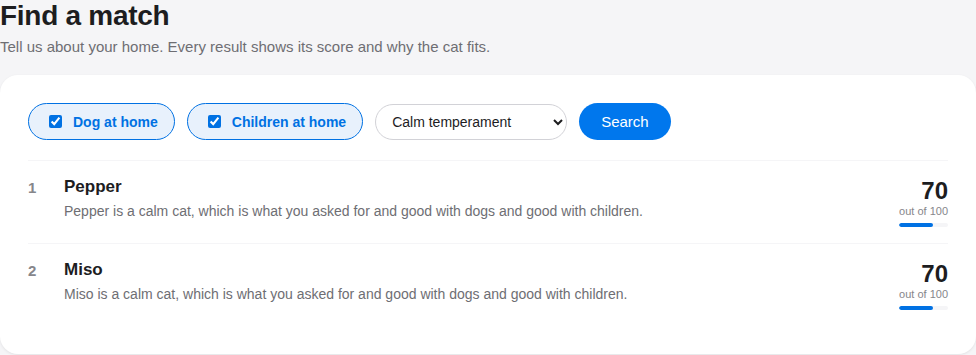 Find a match
Tell us about your home. Every result shows its score and why the cat fits.
Dog at home Children at home Calm temperament Search
1 Pepper 70
Pepper is a calm cat, which is what you asked for and good with dogs and good with children. out of 100
2 Miso 70
Miso is a calm cat, which is what you asked for and good with dogs and good with children. out of 100